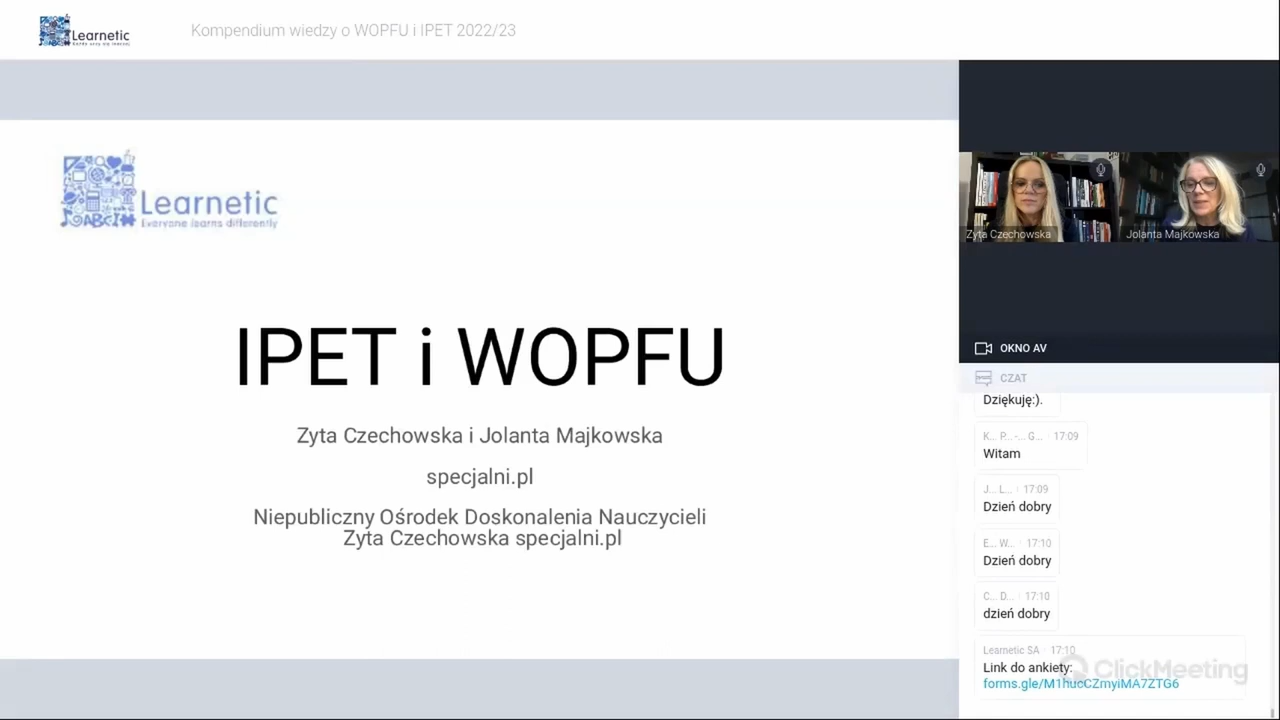 Learnetic
Kompendium wiedzy o WOPFU i IPET 2022/23
Learnetic
Everyone learns differently
IPET i WOPFU
Zyta Czechowska i Jolanta Majkowska
specjalni.pl
Niepubliczny Ośrodek Doskonalenia Nauczycieli
Zyta Czechowska specjalni.pl
Zyta Czechowska
Jolanta Majkowska
OKNO AV
CZAT
Dziękuję:).
K... P... -... G... 17:09
Witam
J... L... 17:09
Dzień dobry
E... W... 17:10
Dzień dobry
C... D... 17:10
dzień dobry
Learnetic SA 17:10
Link do ankiety:
forms.gle/M1hucCZmyiMA7ZTG6
ClickMeeting